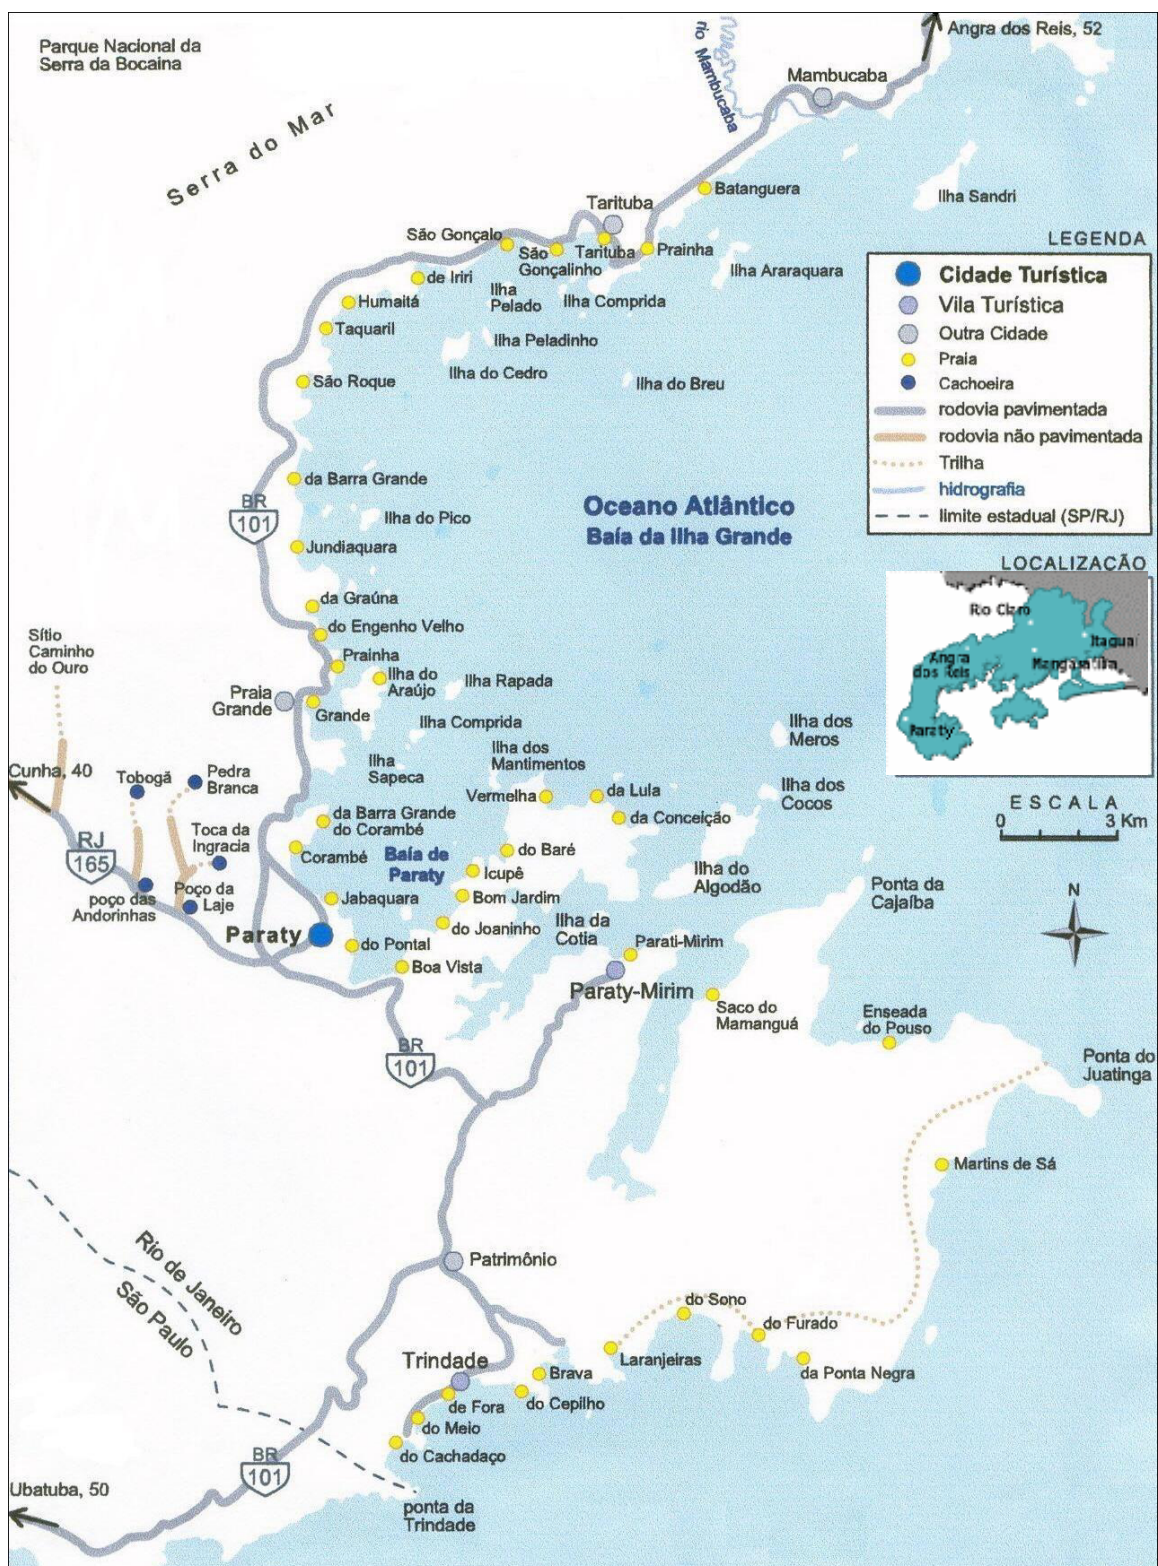 Parque Nacional da
Serra da Bocaina
Serra do Mar
rio Mambucaba
Angra dos Reis, 52
Mambucaba
Batanguera
Ilha Sandri
Tarituba
Tarituba
Prainha
Ilha Araraquara
São Gonçalo
São
Gonçalinho
de Iriri
Ilha
Pelado
Ilha Comprida
Humaitá
Taquaril
Ilha Peladinho
Ilha do Cedro
Ilha do Breu
São Roque
LEGENDA
Cidade Turística
Vila Turística
Outra Cidade
Praia
Cachoeira
rodovia pavimentada
rodovia não pavimentada
Trilha
hidrografia
limite estadual (SP/RJ)
da Barra Grande
BR
101
Ilha do Pico
Oceano Atlântico
Baía da Ilha Grande
Jundiaquara
LOCALIZAÇÃO
Rio Claro
Itaguaí
Angra
dos Reis
Mangaratiba
Paraty
da Graúna
do Engenho Velho
Sítio
Caminho
do Ouro
Prainha
Ilha do
Araújo
Ilha Rapada
Praia
Grande
Grande
Ilha Comprida
Ilha dos
Meros
Ilha dos
Mantimentos
Ilha
Sapeca
Cunha, 40
Tobogã
Pedra
Branca
Vermelha
da Lula
Ilha dos
Cocos
da Conceição
ESCALA
0
3 Km
da Barra Grande
do Corambé
Toca da
Ingracia
RJ
165
Corambé
Baía de
Paraty
do Baré
Icupê
Ilha do
Algodão
Ponta da
Cajaíba
poço das
Andorinhas
Poço da
Laje
Jabaquara
Bom Jardim
N
Paraty
do Joaninho
Ilha da
Cotia
do Pontal
Parati-Mirim
Boa Vista
Paraty-Mirim
Saco do
Mamanguá
Enseada
do Pouso
BR
101
Ponta do
Juatinga
Martins de Sá
Rio de Janeiro
São Paulo
Patrimônio
do Sono
do Furado
Laranjeiras
da Ponta Negra
Trindade
Brava
de Fora
do Cepilho
do Meio
do Cachadaço
BR
101
Ubatuba, 50
ponta da
Trindade